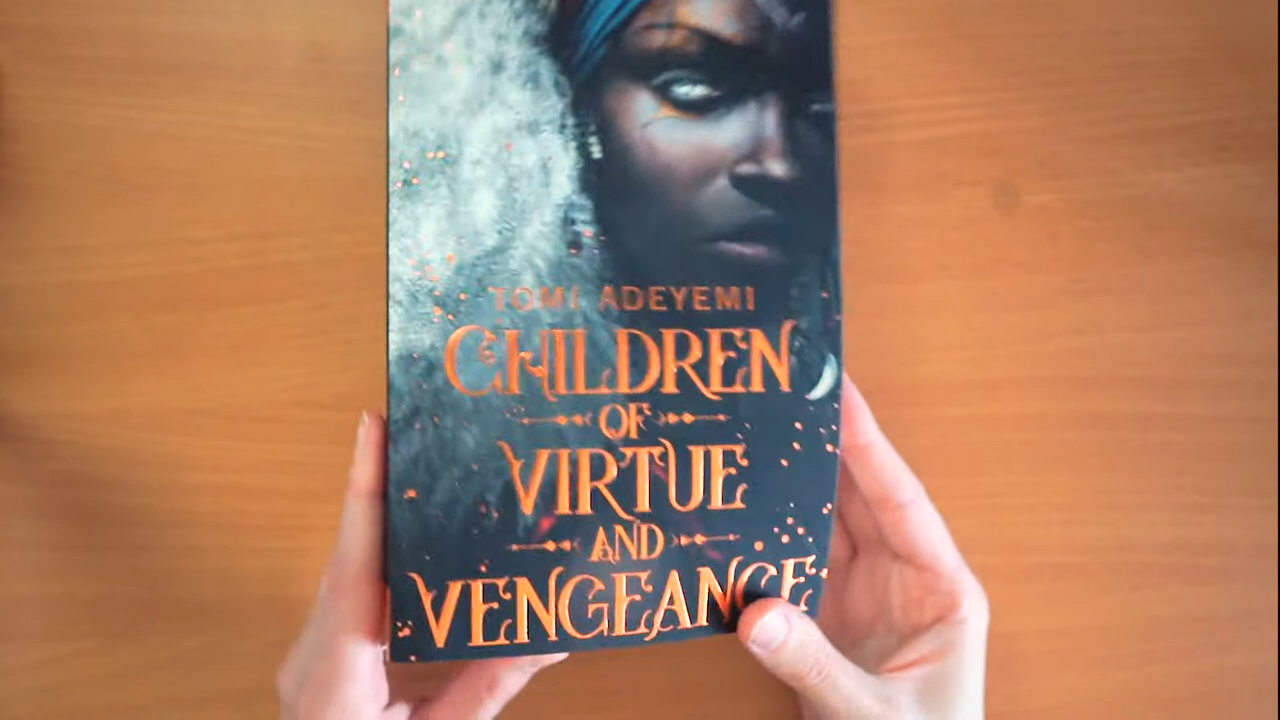 TOMI ADEYEMI
CHILDREN
OF
VIRTUE
AND
VENGEANCE